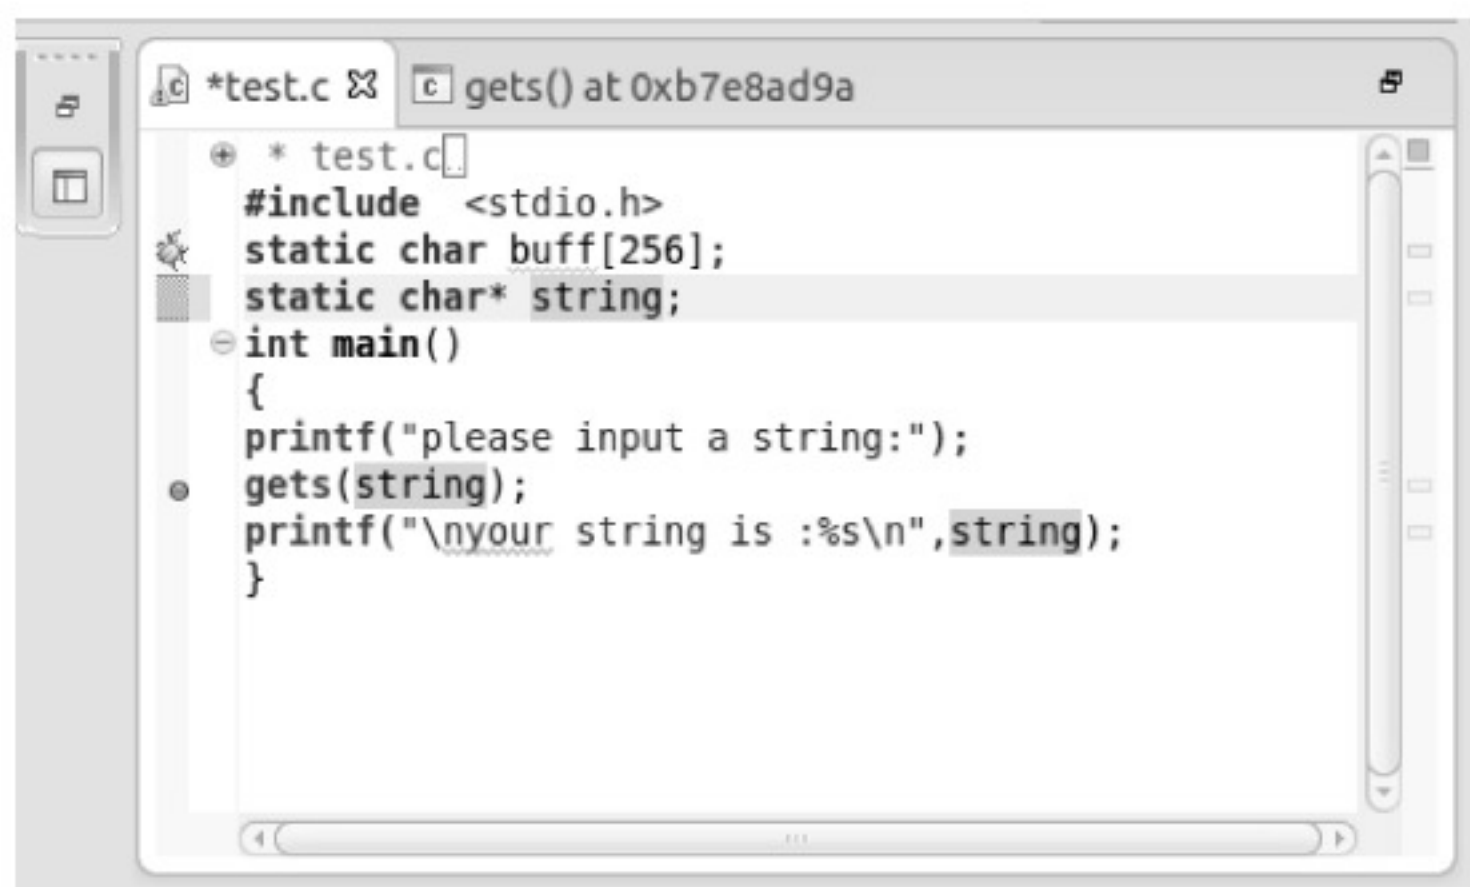 *test.c gets() at 0xb7e8ad9a
* test.c
#include <stdio.h>
static char buff[256];
static char* string;
int main()
{
printf("please input a string:");
gets(string);
printf("\nyour string is :%s\n",string);
}